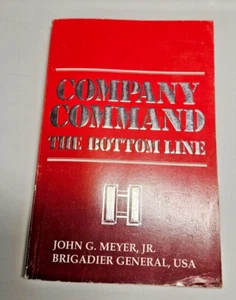 COMPANY
COMMAND
THE BOTTOM LINE
JOHN G. MEYER, JR.
BRIGADIER GENERAL, USA